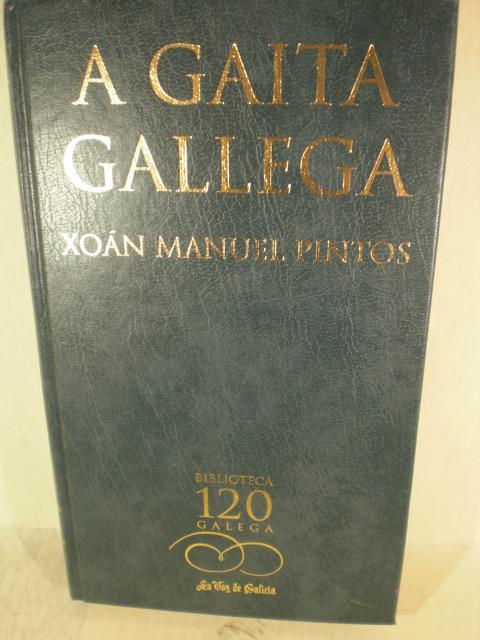 A GAITA
GALLEGA
XOÁN MANUEL PINTOS
BIBLIOTECA
120
GALEGA
La Voz de Galicia